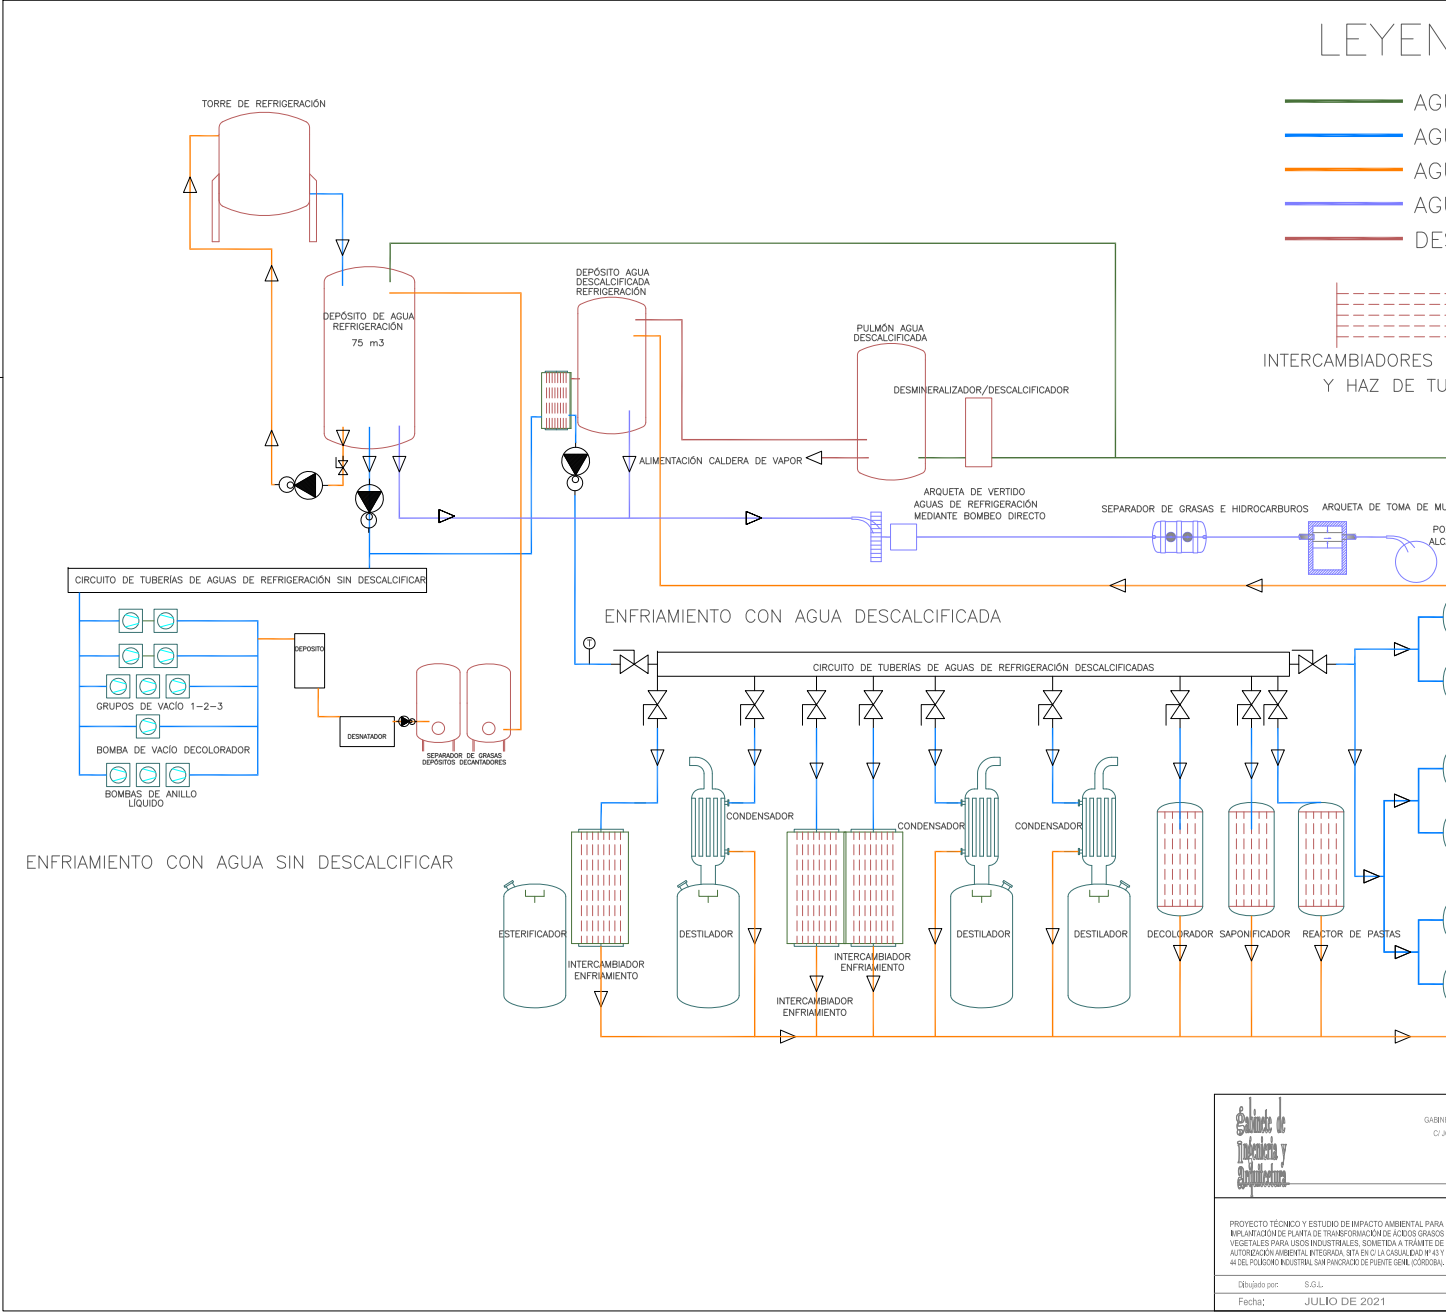 LEYEN
TORRE DE REFRIGERACIÓN
AGU
AGU
AGU
AGU
DES
DEPÓSITO AGUA
DESCALCIFICADA
REFRIGERACIÓN
DEPÓSITO DE AGUA
REFRIGERACIÓN
75 m3
PULMÓN AGUA
DESCALCIFICADA
INTERCAMBIADORES
Y HAZ DE TU
DESMINERALIZADOR/DESCALCIFICADOR
ALIMENTACIÓN CALDERA DE VAPOR
ARQUETA DE VERTIDO
AGUAS DE REFRIGERACIÓN
MEDIANTE BOMBEO DIRECTO
SEPARADOR DE GRASAS E HIDROCARBUROS
ARQUETA DE TOMA DE MU
PO
ALC
CIRCUITO DE TUBERÍAS DE AGUAS DE REFRIGERACIÓN SIN DESCALCIFICAR
ENFRIAMIENTO CON AGUA DESCALCIFICADA
T
DEPOSITO
CIRCUITO DE TUBERÍAS DE AGUAS DE REFRIGERACIÓN DESCALCIFICADAS
GRUPOS DE VACÍO 1-2-3
DESNATADOR
BOMBA DE VACÍO DECOLORADOR
SEPARADOR DE GRASAS
DEPÓSITOS DECANTADORES
BOMBAS DE ANILLO
LÍQUIDO
CONDENSADOR
CONDENSADOR
CONDENSADOR
ENFRIAMIENTO CON AGUA SIN DESCALCIFICAR
ESTERIFICADOR
DESTILADOR
DESTILADOR
DESTILADOR
DECOLORADOR
SAPONIFICADOR
REACTOR DE PASTAS
INTERCAMBIADOR
ENFRIAMIENTO
INTERCAMBIADOR
ENFRIAMIENTO
INTERCAMBIADOR
ENFRIAMIENTO
gabinete de
Ingeniería y
Arquitectura
GABIN
C/ J
PROYECTO TÉCNICO Y ESTUDIO DE IMPACTO AMBIENTAL PARA
IMPLANTACIÓN DE PLANTA DE TRANSFORMACIÓN DE ÁCIDOS GRASOS
VEGETALES PARA USOS INDUSTRIALES, SOMETIDA A TRÁMITE DE
AUTORIZACIÓN AMBIENTAL INTEGRADA, SITA EN C/ LA CASUALIDAD Nº 43 Y
44 DEL POLÍGONO INDUSTRIAL SAN PANCRACIO DE PUENTE GENIL (CÓRDOBA).
Dibujado por: S.G.L.
Fecha: JULIO DE 2021